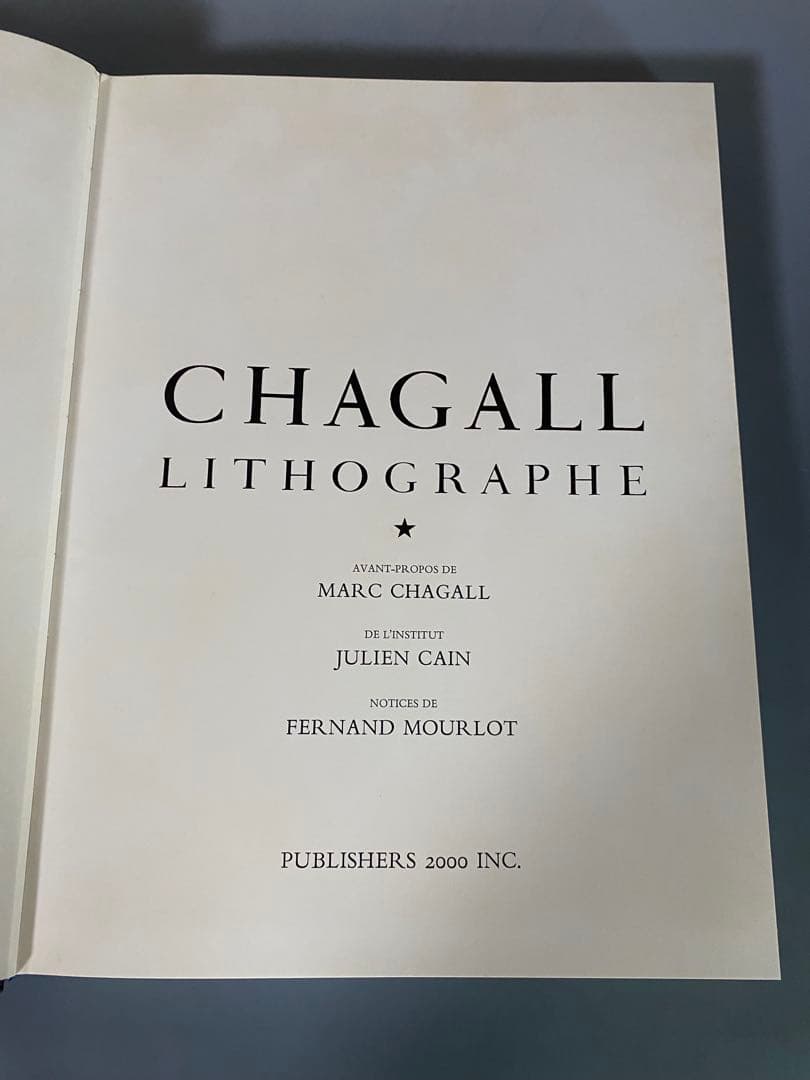 CHAGALL
LITHOGRAPHE
★
AVANT-PROPOS DE
MARC CHAGALL
DE L'INSTITUT
JULIEN CAIN
NOTICES DE
FERNAND MOURLOT
PUBLISHERS 2000 INC.